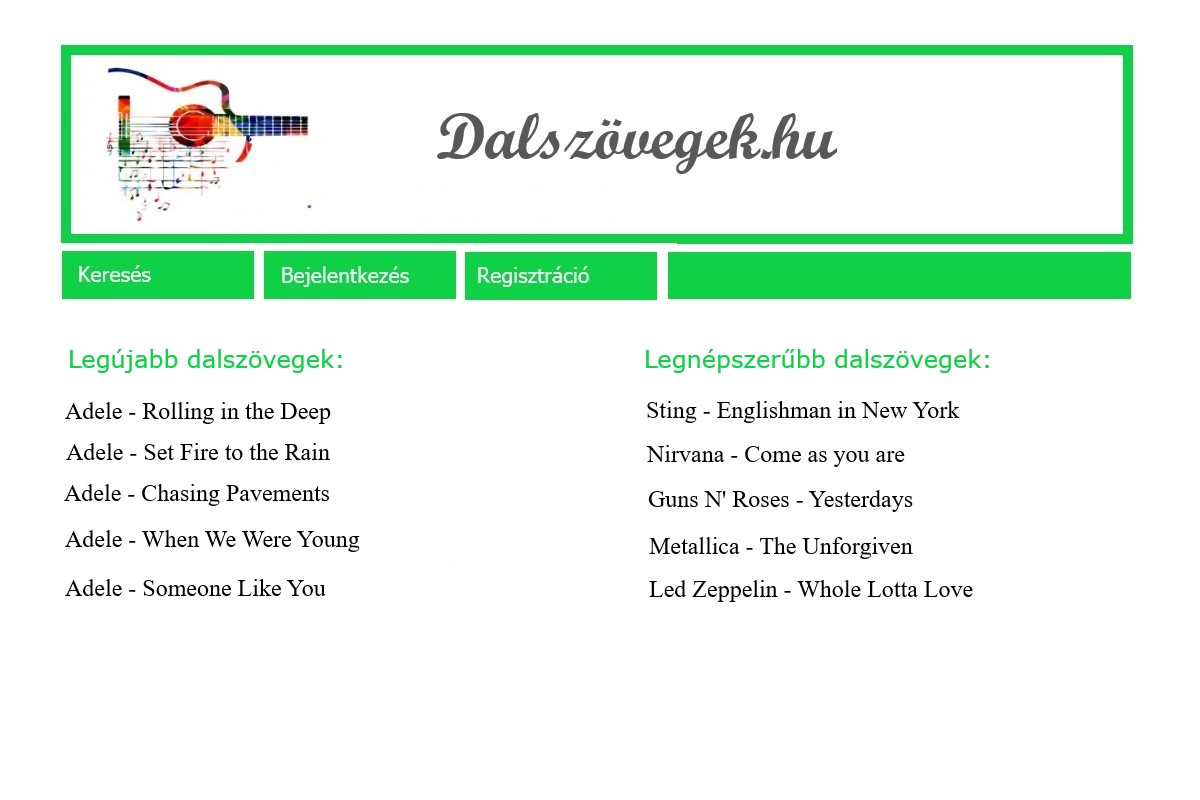 Dalszövegek.hu
Keresés
Bejelentkezés
Regisztráció
Legújabb dalszövegek:
Adele - Rolling in the Deep
Adele - Set Fire to the Rain
Adele - Chasing Pavements
Adele - When We Were Young
Adele - Someone Like You
Legnépszerűbb dalszövegek:
Sting - Englishman in New York
Nirvana - Come as you are
Guns N' Roses - Yesterdays
Metallica - The Unforgiven
Led Zeppelin - Whole Lotta Love